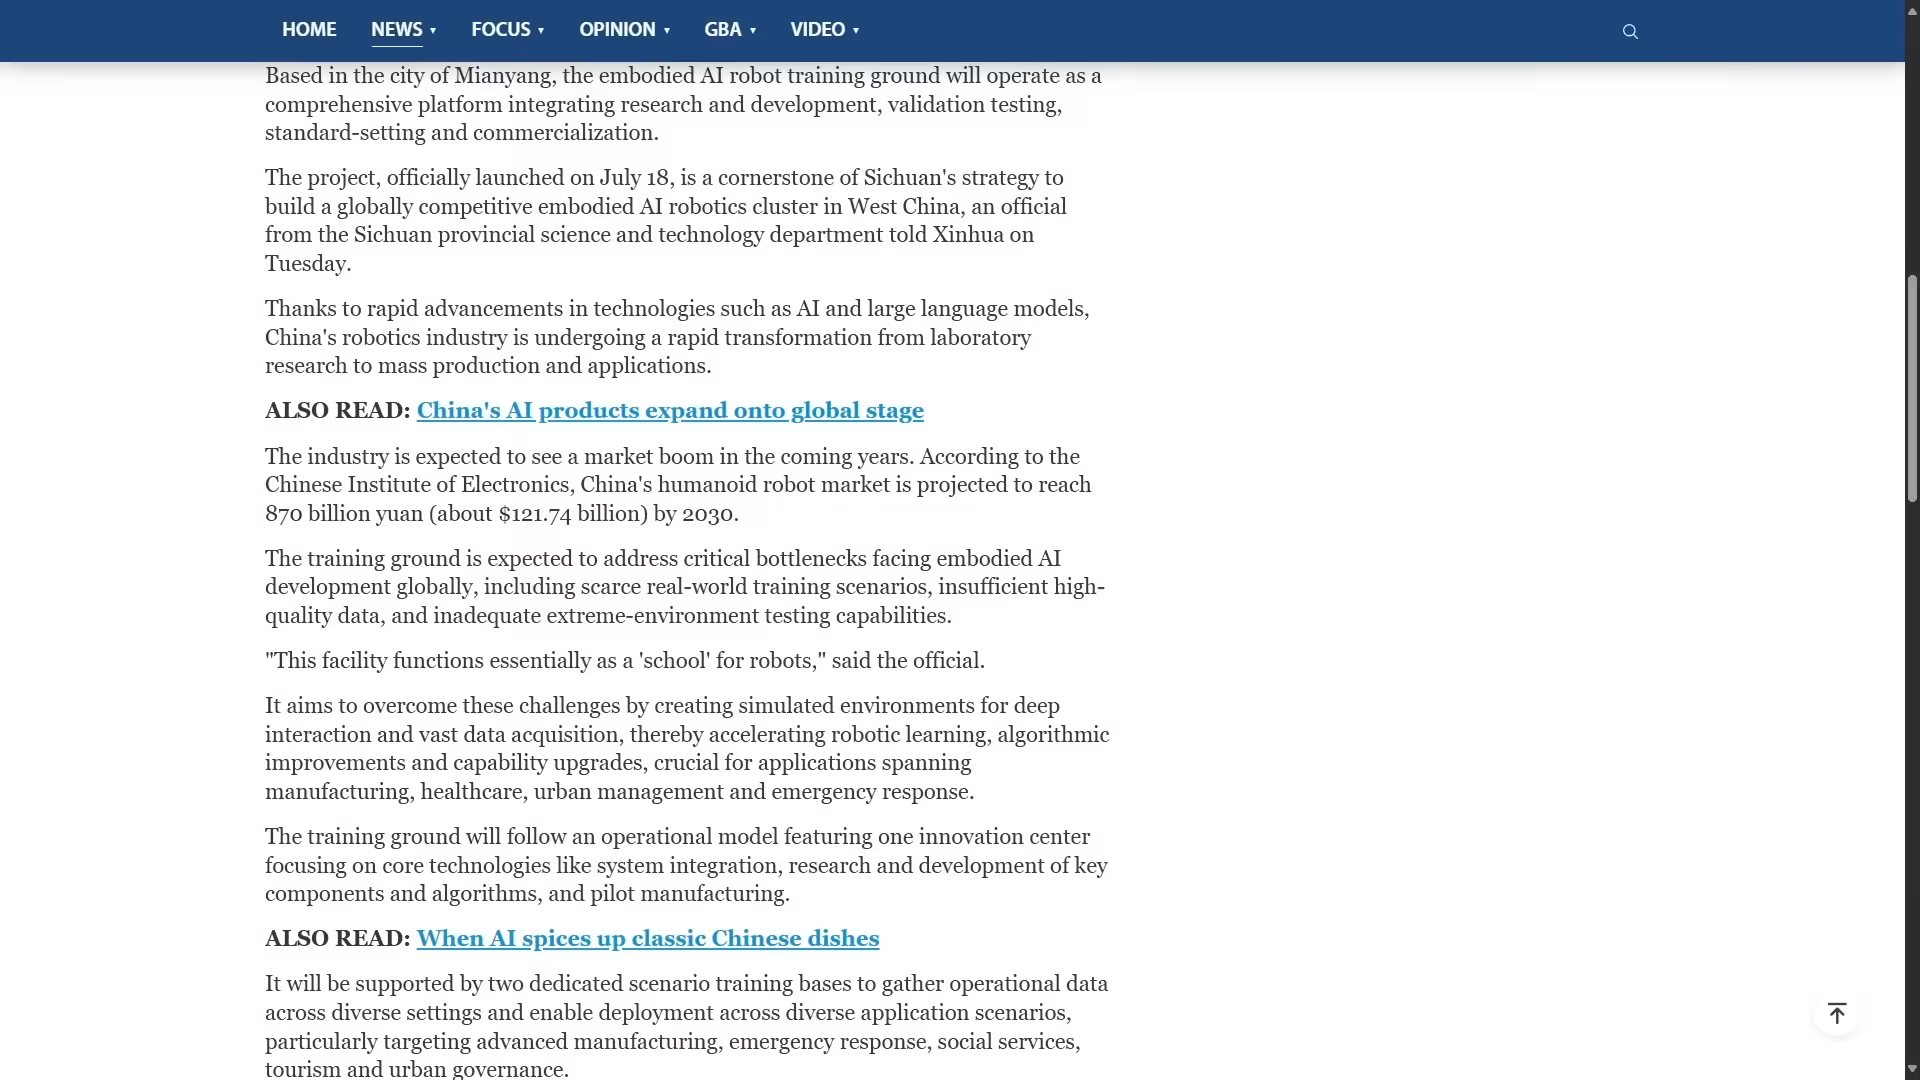 HOME NEWS ▾ FOCUS ▾ OPINION ▾ GBA ▾ VIDEO ▾
Based in the city of Mianyang, the embodied AI robot training ground will operate as a
comprehensive platform integrating research and development, validation testing,
standard-setting and commercialization.
The project, officially launched on July 18, is a cornerstone of Sichuan's strategy to
build a globally competitive embodied AI robotics cluster in West China, an official
from the Sichuan provincial science and technology department told Xinhua on
Tuesday.
Thanks to rapid advancements in technologies such as AI and large language models,
China's robotics industry is undergoing a rapid transformation from laboratory
research to mass production and applications.
ALSO READ: China's AI products expand onto global stage
The industry is expected to see a market boom in the coming years. According to the
Chinese Institute of Electronics, China's humanoid robot market is projected to reach
870 billion yuan (about $121.74 billion) by 2030.
The training ground is expected to address critical bottlenecks facing embodied AI
development globally, including scarce real-world training scenarios, insufficient high-
quality data, and inadequate extreme-environment testing capabilities.
"This facility functions essentially as a 'school' for robots," said the official.
It aims to overcome these challenges by creating simulated environments for deep
interaction and vast data acquisition, thereby accelerating robotic learning, algorithmic
improvements and capability upgrades, crucial for applications spanning
manufacturing, healthcare, urban management and emergency response.
The training ground will follow an operational model featuring one innovation center
focusing on core technologies like system integration, research and development of key
components and algorithms, and pilot manufacturing.
ALSO READ: When AI spices up classic Chinese dishes
It will be supported by two dedicated scenario training bases to gather operational data
across diverse settings and enable deployment across diverse application scenarios,
particularly targeting advanced manufacturing, emergency response, social services,
tourism and urban governance.